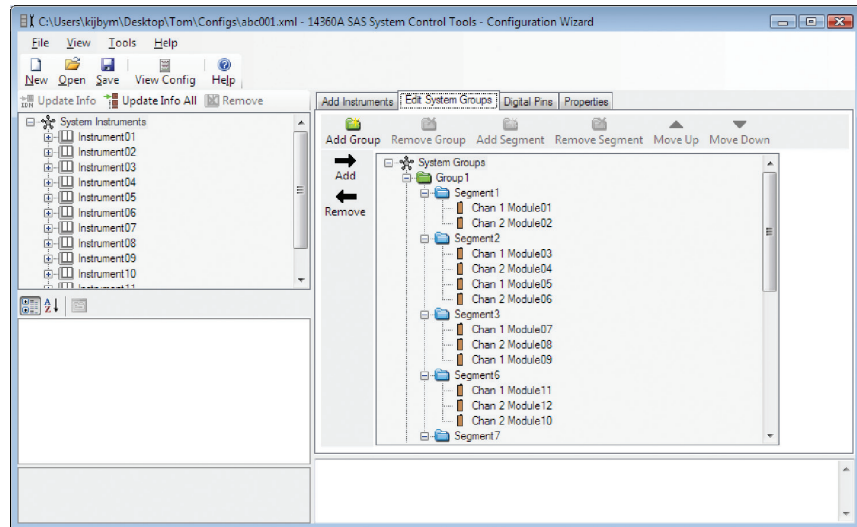 C:\Users\kijbym\Desktop\Tom\Configs\abc001.xml - 14360A SAS System Control Tools - Configuration Wizard
File View Tools Help
New Open Save View Config Help
IDN Update Info Update Info All Remove
System Instruments
Instrument01
Instrument02
Instrument03
Instrument04
Instrument05
Instrument06
Instrument07
Instrument08
Instrument09
Instrument10
Instrument11
Add Instruments Edit System Groups Digital Pins Properties
Add Group Remove Group Add Segment Remove Segment Move Up Move Down
Add
Remove
System Groups
Group1
Segment1
Chan 1 Module01
Chan 2 Module02
Segment2
Chan 1 Module03
Chan 2 Module04
Chan 1 Module05
Chan 2 Module06
Segment3
Chan 1 Module07
Chan 2 Module08
Chan 1 Module09
Segment6
Chan 1 Module11
Chan 2 Module12
Chan 2 Module10
Segment7